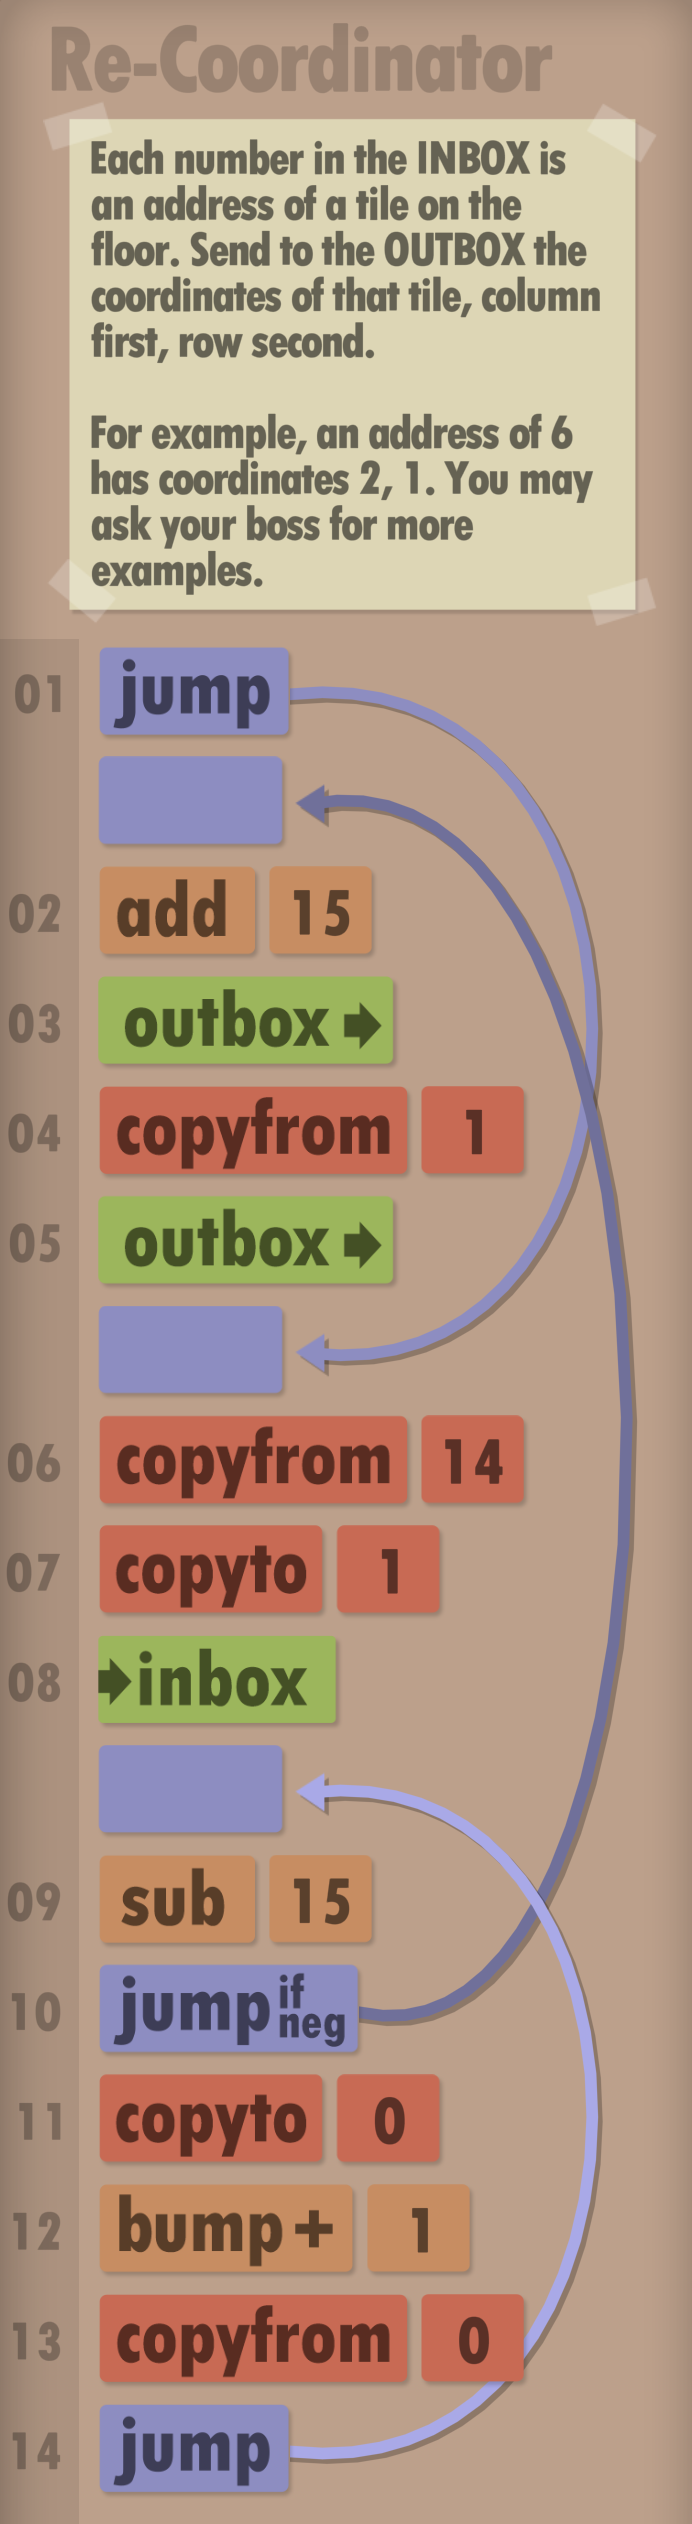 Re-Coordinator
Each number in the INBOX is
an address of a tile on the
floor. Send to the OUTBOX the
coordinates of that tile, column
first, row second.
For example, an address of 6
has coordinates 2, 1. You may
ask your boss for more
examples.
01 jump
02 add 15
03 outbox
04 copyfrom 1
05 outbox
06 copyfrom 14
07 copyto 1
08 inbox
09 sub 15
10 jump if neg
11 copyto 0
12 bump+ 1
13 copyfrom 0
14 jump